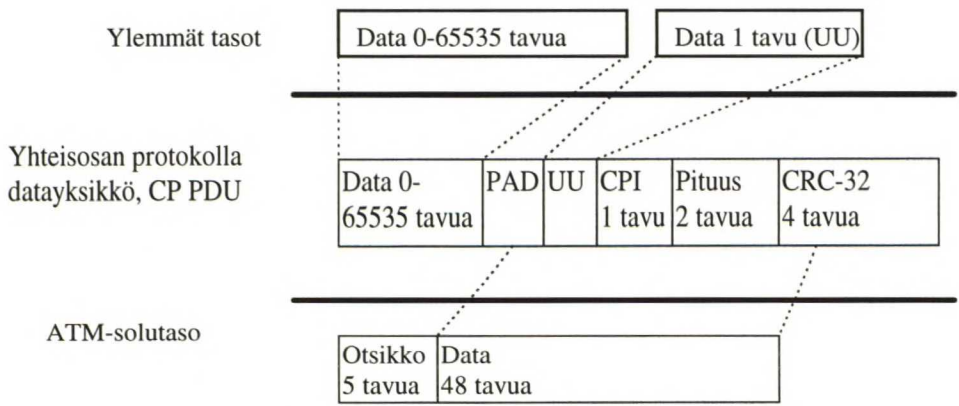 Ylemmät tasot
Data 0-65535 tavua
Data 1 tavu (UU)
Yhteisosan protokolla
datayksikkö, CP PDU
Data 0-
65535 tavua
PAD
UU
CPI
1 tavu
Pituus
2 tavua
CRC-32
4 tavua
ATM-solutaso
Otsikko
5 tavua
Data
48 tavua